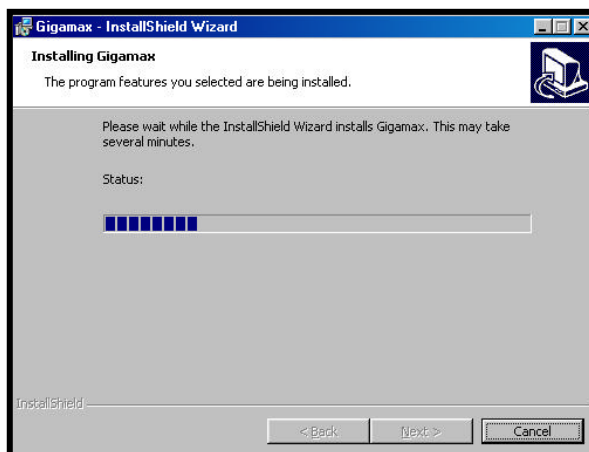 Gigamax - InstallShield Wizard
Installing Gigamax
The program features you selected are being installed.
Please wait while the InstallShield Wizard installs Gigamax. This may take
several minutes.
Status:
InstallShield
< Back Next > Cancel